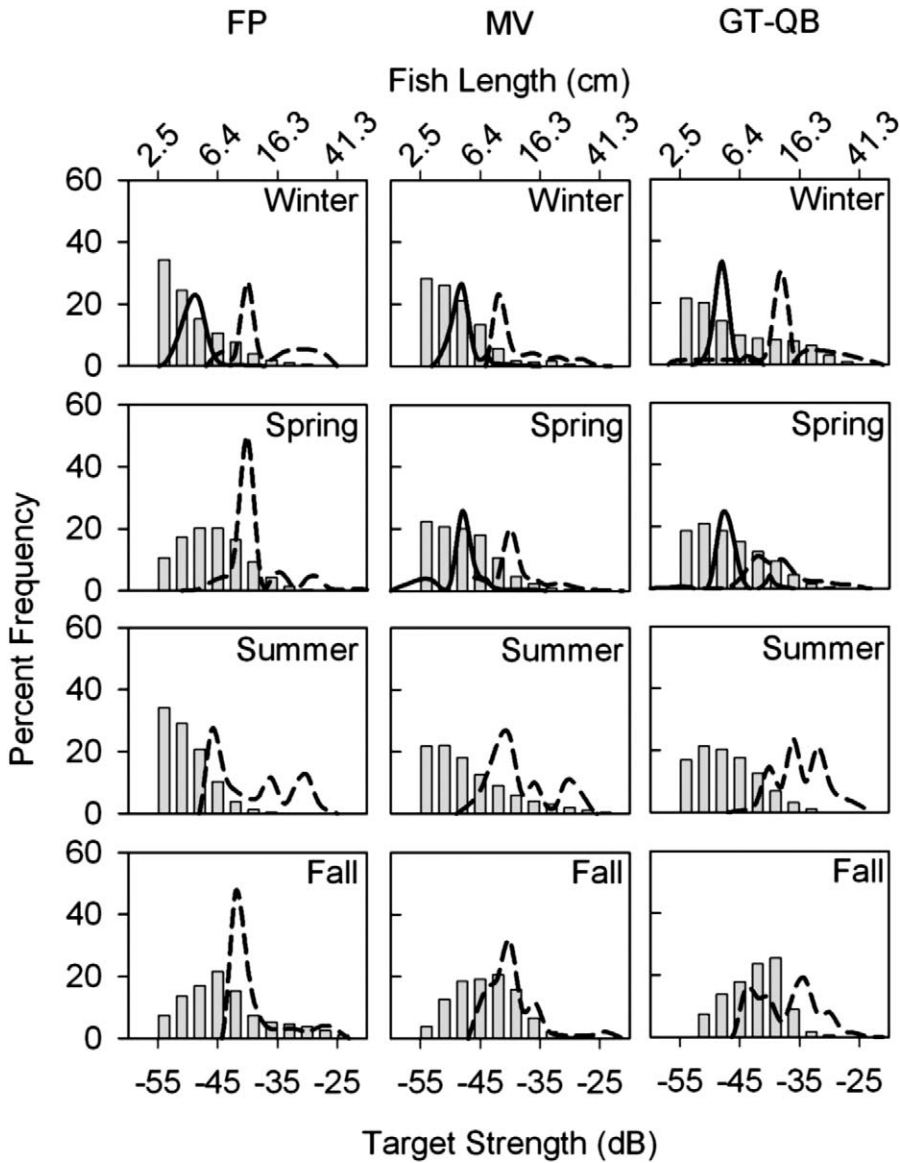 FP MV GT-QB
Fish Length (cm)
2.5 6.4 16.3 41.3 2.5 6.4 16.3 41.3 2.5 6.4 16.3 41.3
60 Winter Winter Winter
40
20
0
60 Spring Spring Spring
40
20
0
60 Summer Summer Summer
40
20
0
60 Fall Fall Fall
40
20
0
Percent Frequency
-55 -45 -35 -25 -55 -45 -35 -25 -55 -45 -35 -25
Target Strength (dB)